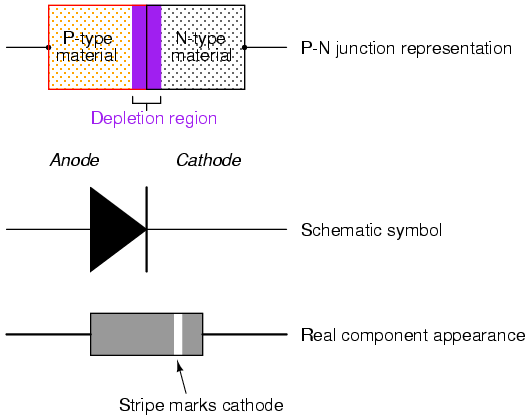 P-type
material
N-type
material
P-N junction representation
Depletion region
Anode
Cathode
Schematic symbol
Real component appearance
Stripe marks cathode